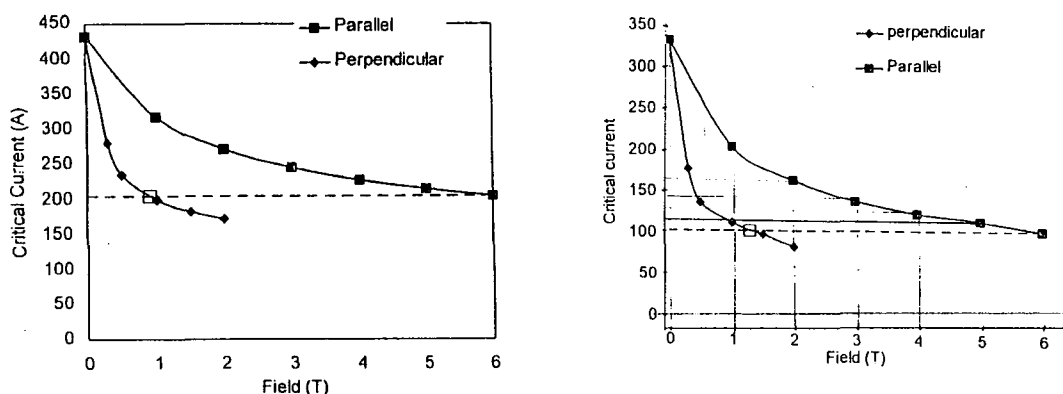 450
400
350
300
250
200
150
100
50
0
Critical Current (A)
Parallel
Perpendicular
0 1 2 3 4 5 6
Field (T)
350
300
250
200
150
100
50
0
Critical current
perpendicular
Parallel
0 1 2 3 4 5 6
Field (T)